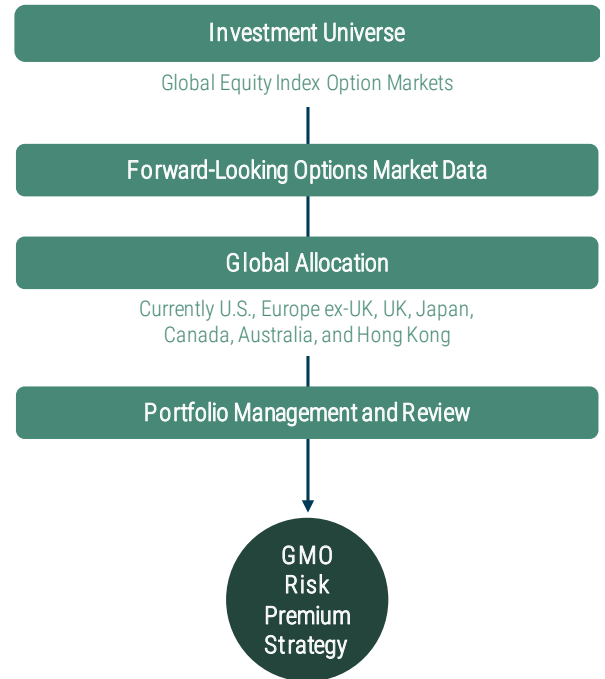 Investment Universe
Global Equity Index Option Markets
Forward-Looking Options Market Data
Global Allocation
Currently U.S., Europe ex-UK, UK, Japan,
Canada, Australia, and Hong Kong
Portfolio Management and Review
GMO
Risk
Premium
Strategy